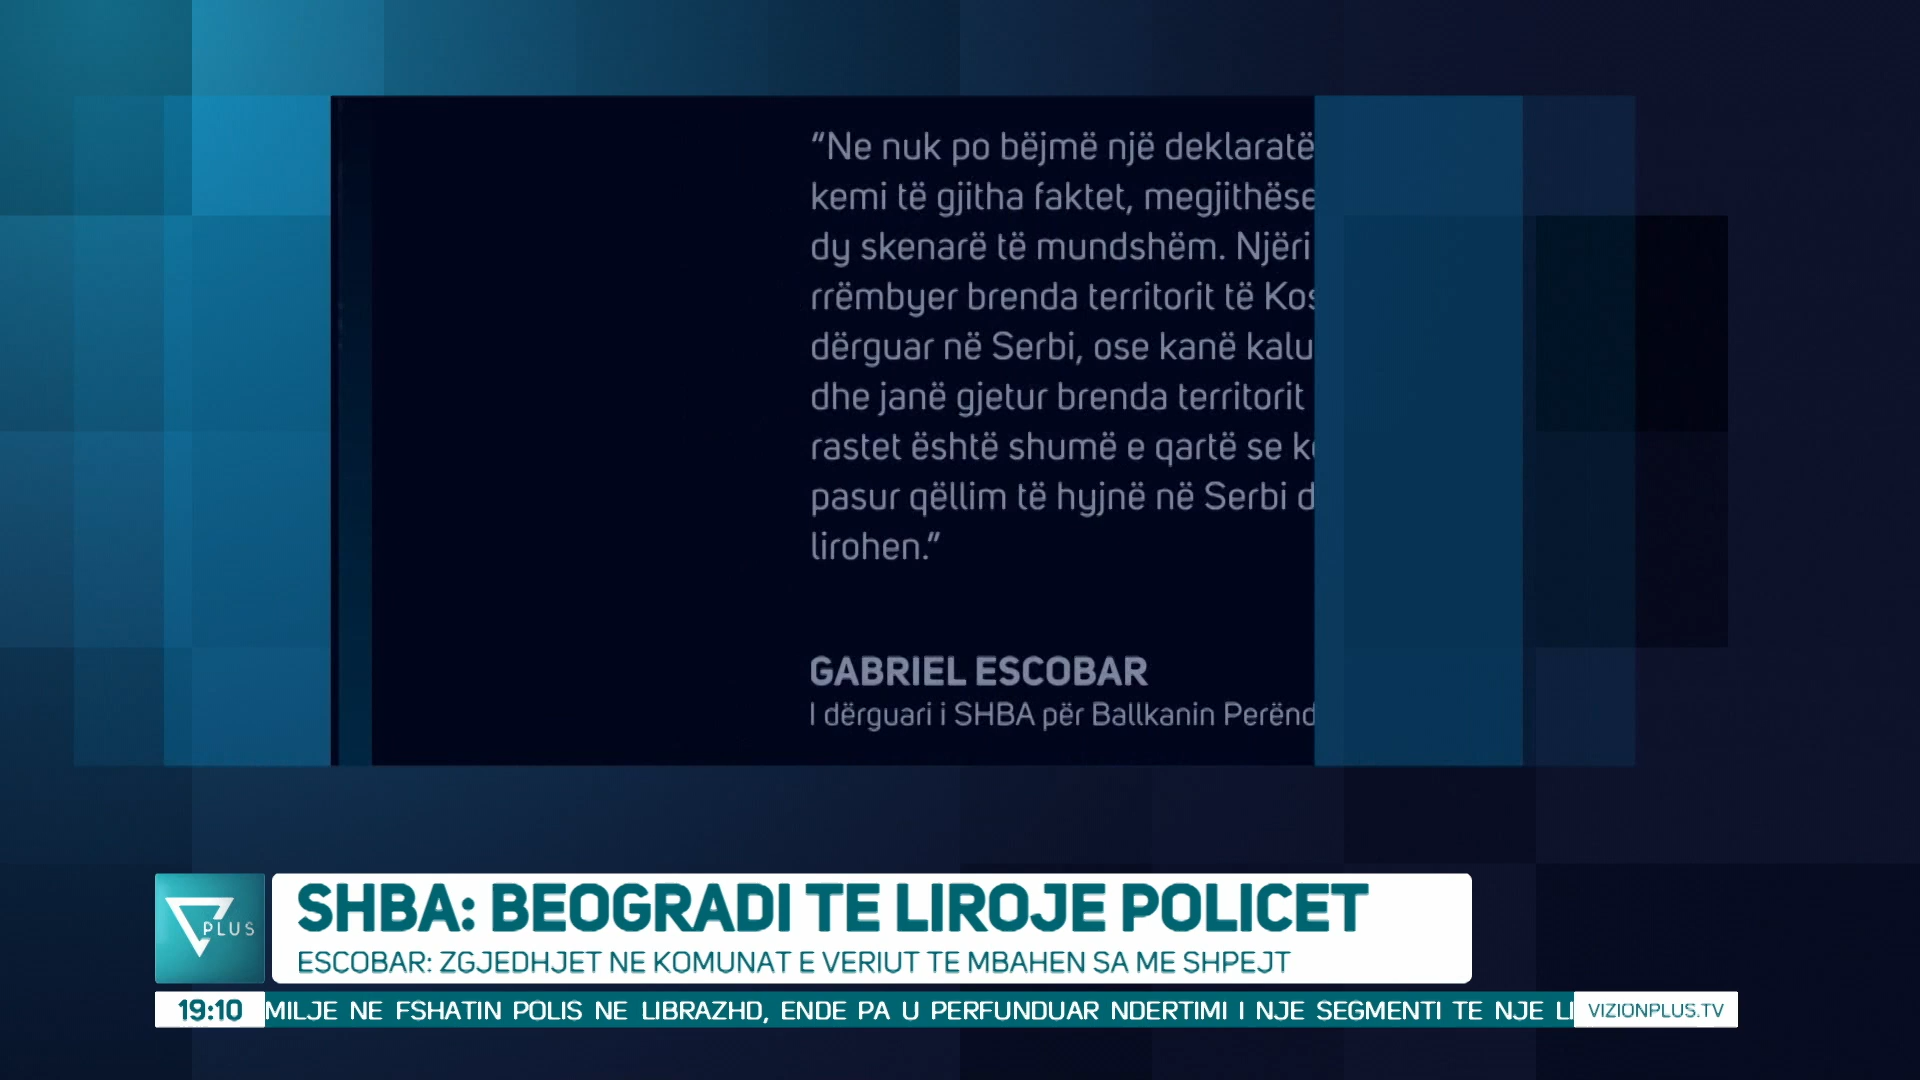 “Ne nuk po bëjmë një deklaratë
kemi të gjitha faktet, megjithëse
dy skenarë të mundshëm. Njëri
rrëmbyer brenda territorit të Kos
dërguar në Serbi, ose kanë kalu
dhe janë gjetur brenda territorit
rastet është shumë e qartë se k
pasur qëllim të hyjnë në Serbi d
lirohen.”
GABRIEL ESCOBAR
I dërguari i SHBA për Ballkanin Perënd
PLUS
SHBA: BEOGRADI TE LIROJE POLICET
ESCOBAR: ZGJEDHJET NE KOMUNAT E VERIUT TE MBAHEN SA ME SHPEJT
19:10 MILJE NE FSHATIN POLIS NE LIBRAZHD, ENDE PA U PERFUNDUAR NDERTIMI I NJE SEGMENTI TE NJE LI VIZIONPLUS.TV